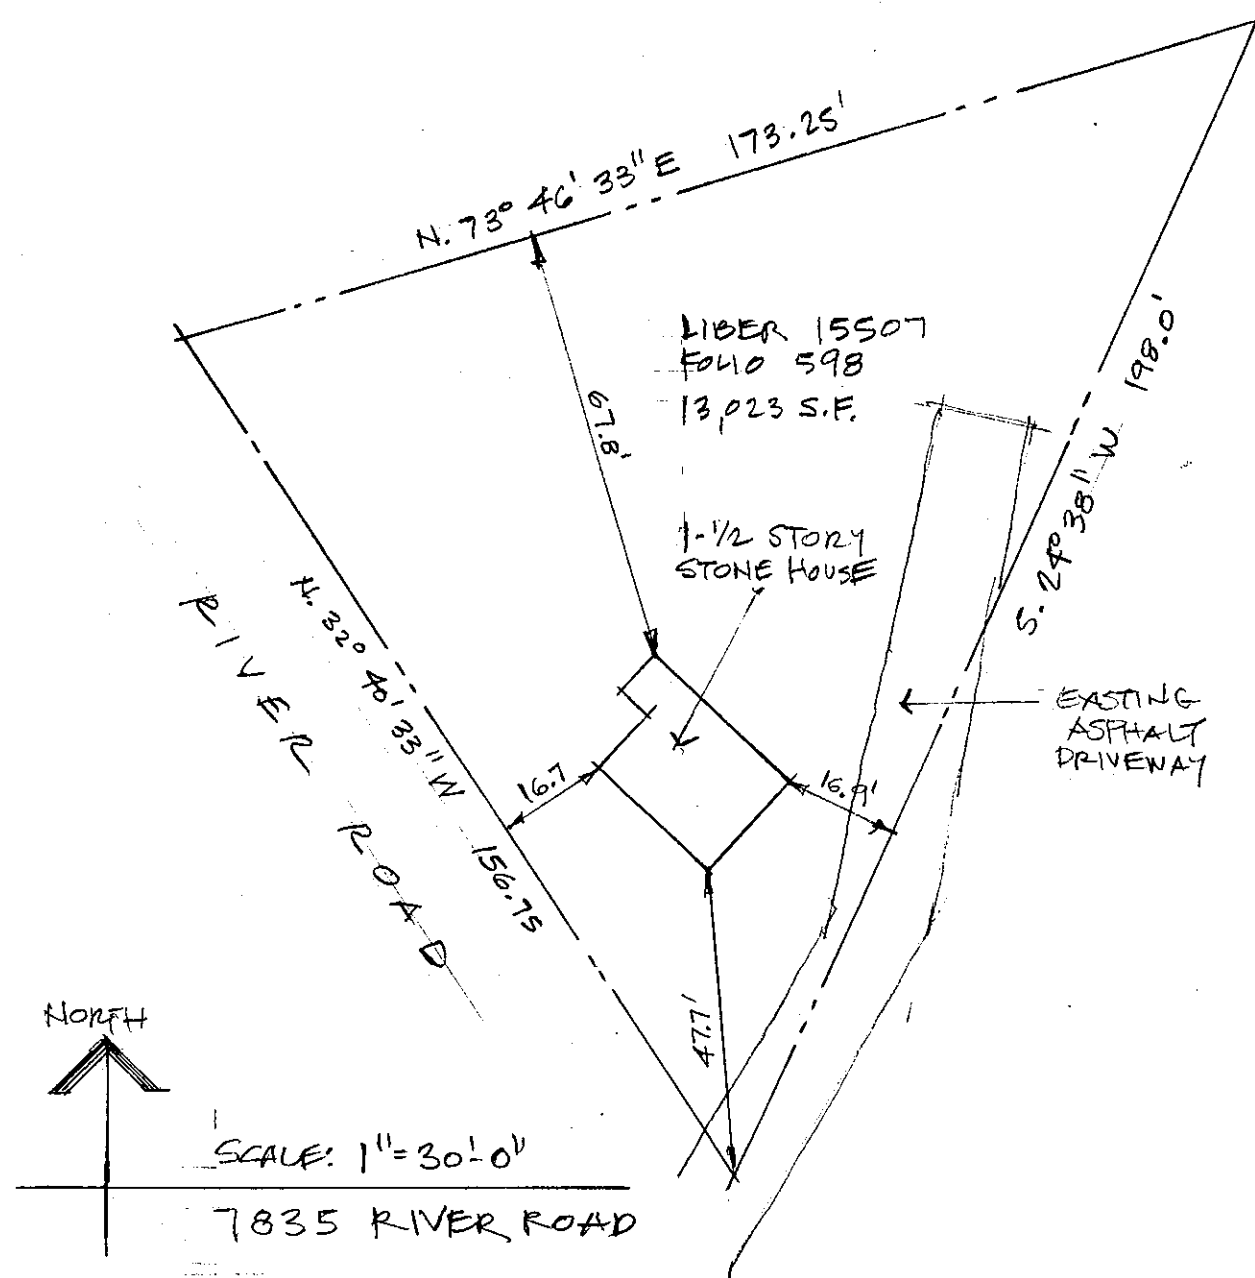 N. 73° 46' 33" E 173.25'
LIBER 15507
FOLIO 598
13,023 S.F.
67.8'
198.0'
S. 24° 38" W
1-1/2 STORY
STONE HOUSE
N. 32° 40' 33" W 156.75
RIVER ROAD
EASTING
ASPHALT
DRIVEWAY
16.7
16.9'
47.7'
NORTH
SCALE: 1"=30'-0"
7835 RIVER ROAD